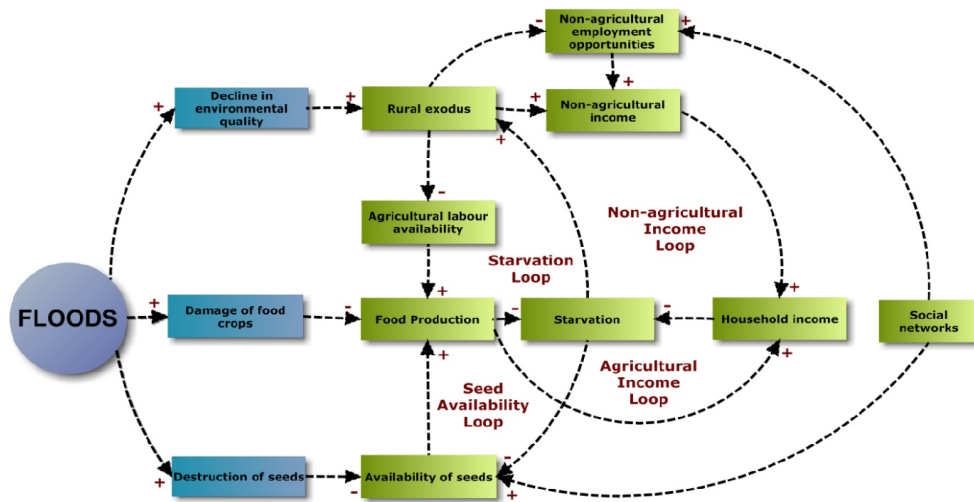 Non-agricultural
employment
opportunities
-
+
Decline in
environmental
quality
+
+
Rural exodus
+
+
Non-agricultural
income
+
+
-
Agricultural labour
availability
Non-agricultural
Income
Loop
Starvation
Loop
FLOODS
+
Damage of food
crops
-
+
Food Production
-
Starvation
-
+
Household income
+
Social
networks
+
Seed
Availability
Loop
Agricultural
Income
Loop
+
Destruction of seeds
-
Availability of seeds
-
+